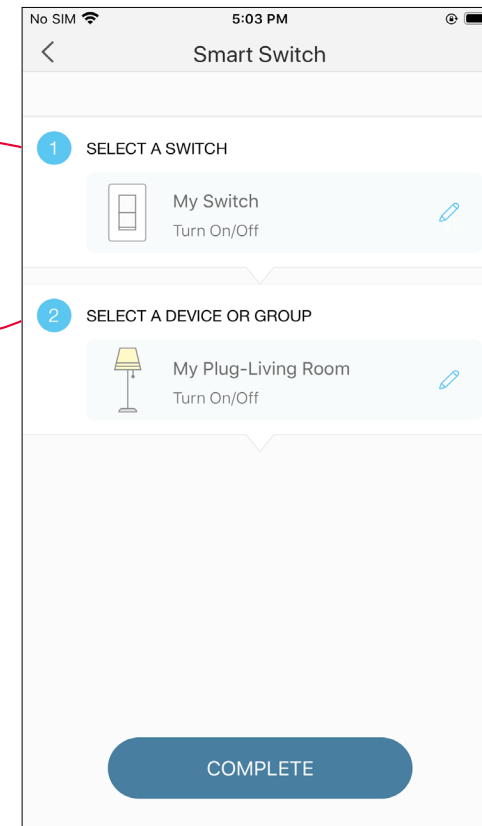 No SIM 5:03 PM
Smart Switch
1 SELECT A SWITCH
My Switch
Turn On/Off
2 SELECT A DEVICE OR GROUP
My Plug-Living Room
Turn On/Off
COMPLETE